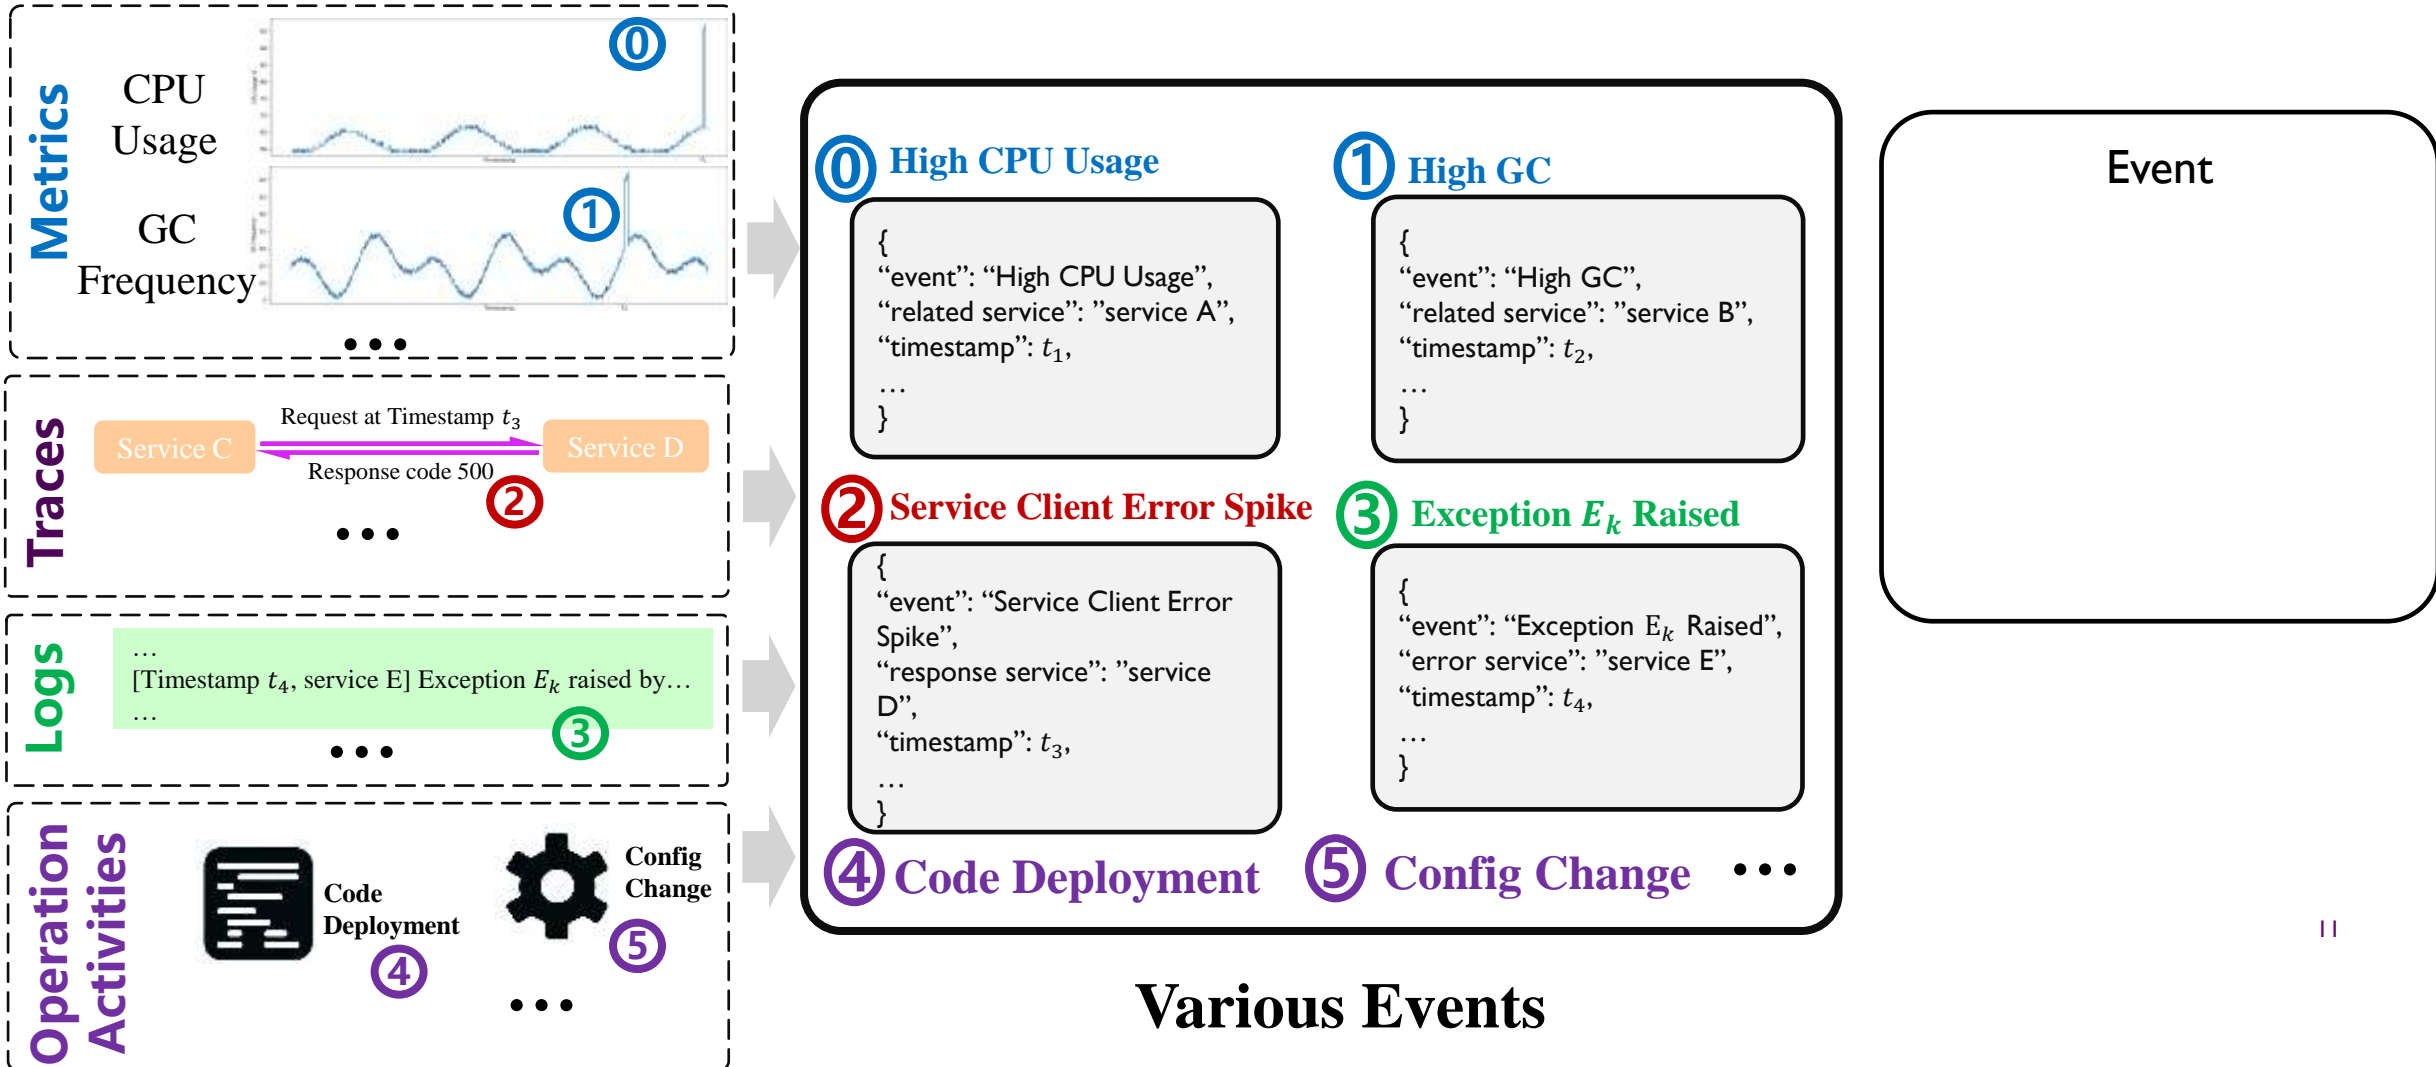 Metrics
CPU
Usage
0
GC
Frequency
1
...
Traces
Service C
Request at Timestamp t₃
Response code 500
Service D
2
...
Logs
…
[Timestamp t₄, service E] Exception Eₖ raised by…
…
3
...
Operation
Activities
Code
Deployment
4
Config
Change
5
...
0 High CPU Usage
{
“event”: “High CPU Usage”,
“related service”: ”service A”,
“timestamp”: t₁,
…
}
1 High GC
{
“event”: “High GC”,
“related service”: ”service B”,
“timestamp”: t₂,
…
}
2 Service Client Error Spike
{
“event”: “Service Client Error
Spike”,
“response service”: ”service
D”,
“timestamp”: t₃,
…
}
3 Exception Eₖ Raised
{
“event”: “Exception Eₖ Raised”,
“error service”: ”service E”,
“timestamp”: t₄,
…
}
4 Code Deployment
5 Config Change ...
Various Events
Event
11